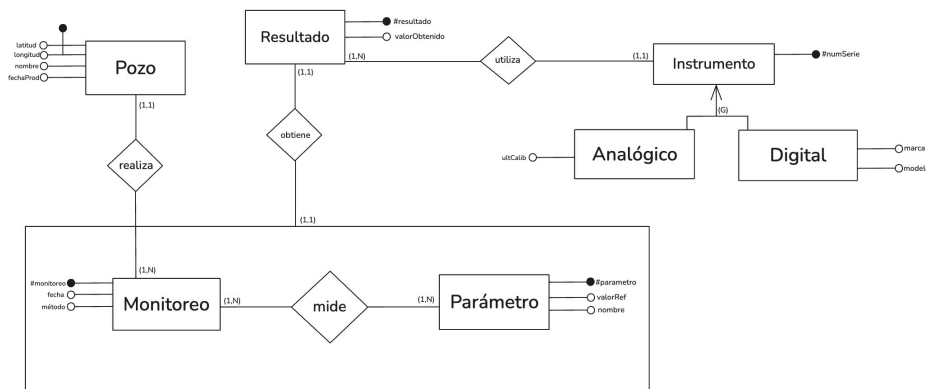 latitud
longitud
nombre
fechaProd
Pozo
(1,1)
realiza
(1,N)
Resultado
#resultado
valorObtenido
(1,N)
(1,1)
utiliza
(1,1)
obtiene
(1,1)
Instrumento
#numSerie
(G)
ultCalib
Analógico
Digital
marca
model
#monitoreo
fecha
método
Monitoreo
(1,N)
mide
(1,N)
Parámetro
#parametro
valorRef
nombre